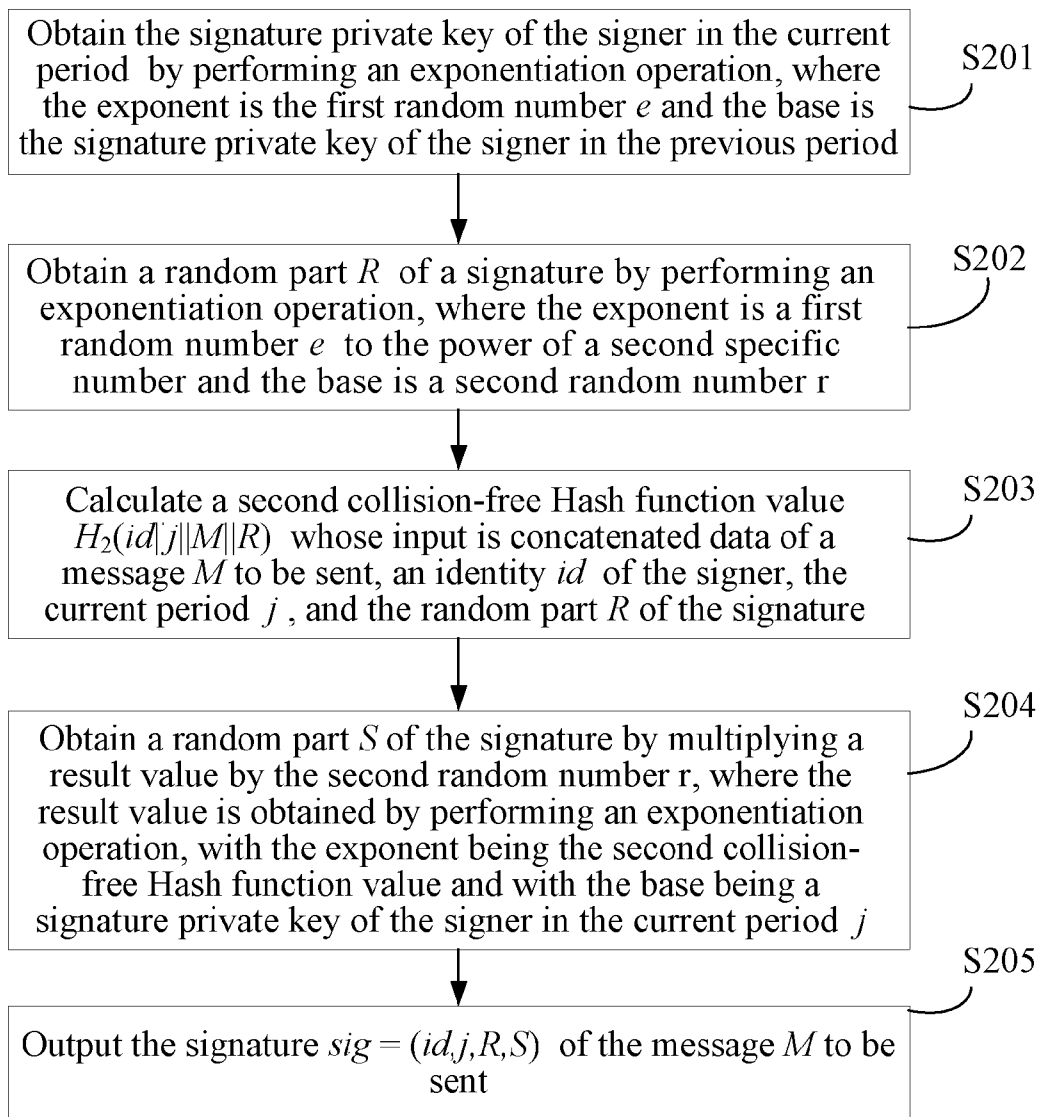 Obtain the signature private key of the signer in the current
period by performing an exponentiation operation, where
the exponent is the first random number e and the base is
the signature private key of the signer in the previous period
S201
Obtain a random part R of a signature by performing an
exponentiation operation, where the exponent is a first
random number e to the power of a second specific
number and the base is a second random number r
S202
Calculate a second collision-free Hash function value
H₂(id||j||M||R) whose input is concatenated data of a
message M to be sent, an identity id of the signer, the
current period j , and the random part R of the signature
S203
Obtain a random part S of the signature by multiplying a
result value by the second random number r, where the
result value is obtained by performing an exponentiation
operation, with the exponent being the second collision-
free Hash function value and with the base being a
signature private key of the signer in the current period j
S204
Output the signature sig = (id,j,R,S) of the message M to be
sent
S205